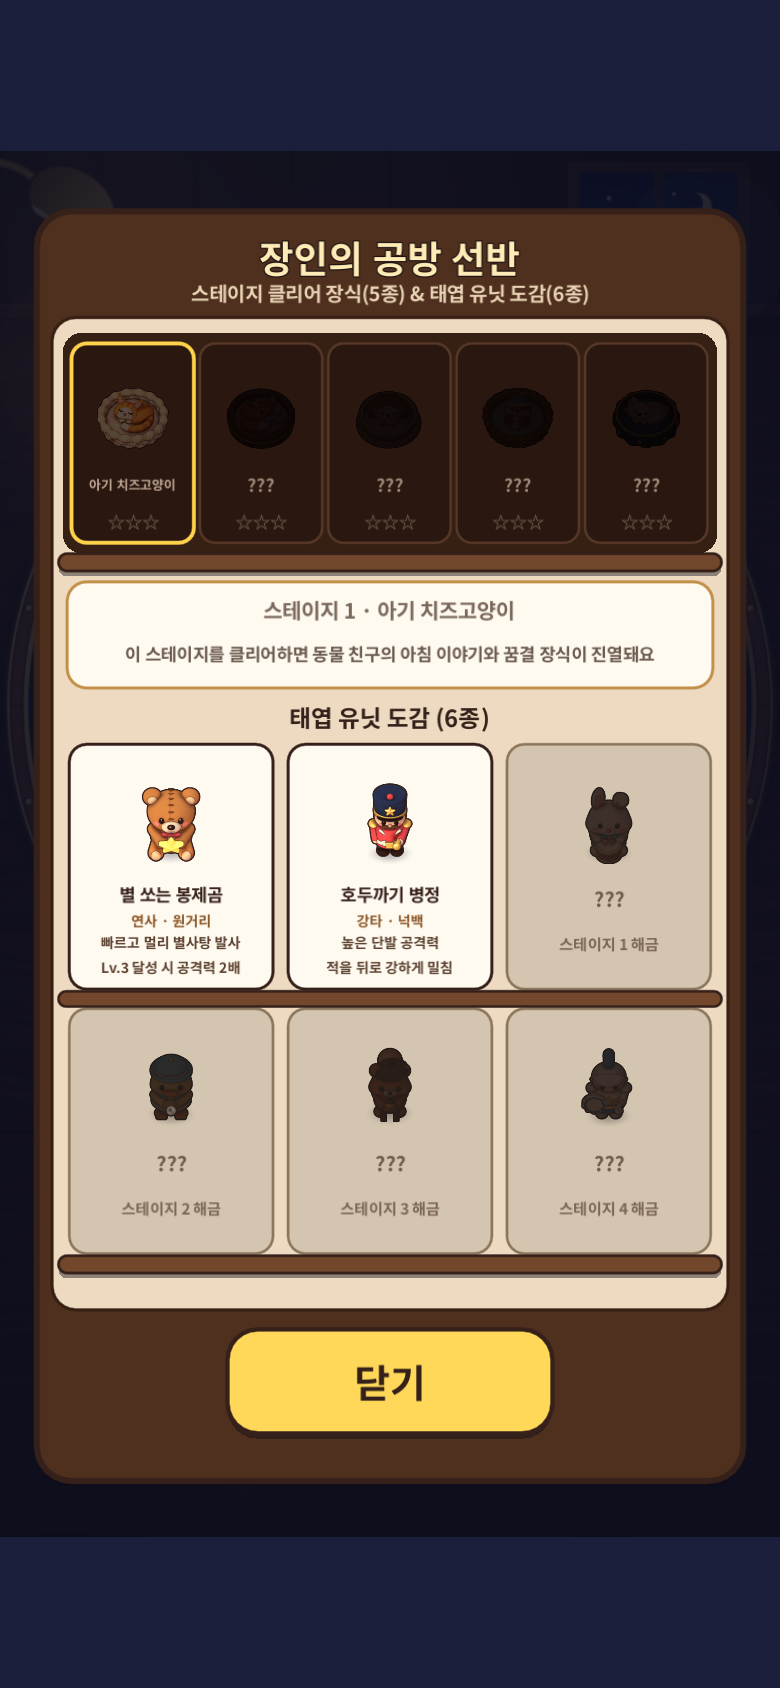 장인의 공방 선반
스테이지 클리어 장식(5종) & 태엽 유닛 도감(6종)
아기 치즈고양이
???
???
???
???
☆☆☆
☆☆☆
☆☆☆
☆☆☆
☆☆☆
스테이지 1 · 아기 치즈고양이
이 스테이지를 클리어하면 동물 친구의 아침 이야기와 꿈결 장식이 진열돼요
태엽 유닛 도감 (6종)
별 쏘는 봉제곰
연사 · 원거리
빠르고 멀리 별사탕 발사
Lv.3 달성 시 공격력 2배
호두까기 병정
강타 · 넉백
높은 단발 공격력
적을 뒤로 강하게 밀침
???
스테이지 1 해금
???
스테이지 2 해금
???
스테이지 3 해금
???
스테이지 4 해금
닫기